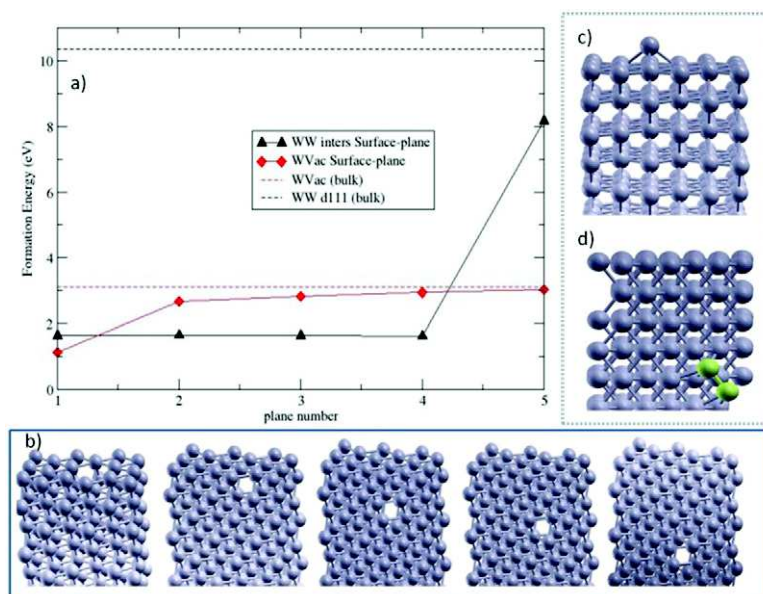 a)
10
8
6
4
2
0
Formation Energy (eV)
WW inters Surface-plane
WVac Surface-plane
WVac (bulk)
WW d111 (bulk)
1
2
3
4
5
plane number
c)
d)
b)